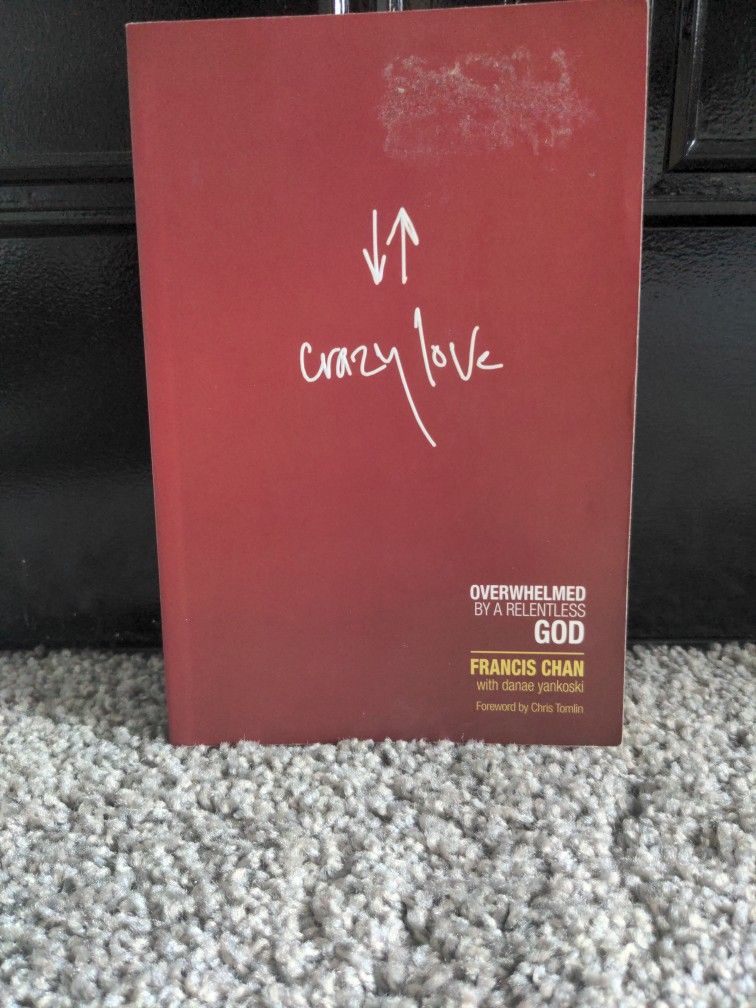 crazy love
OVERWHELMED
BY A RELENTLESS
GOD
FRANCIS CHAN
with danae yankoski
Foreword by Chris Tomlin